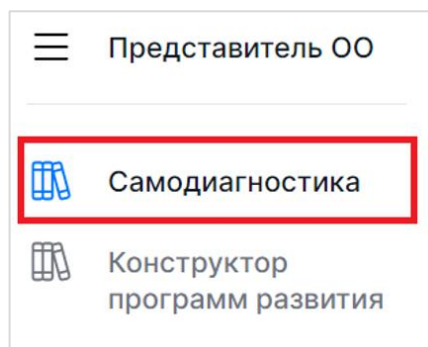 Представитель ОО
Самодиагностика
Конструктор
программ развития